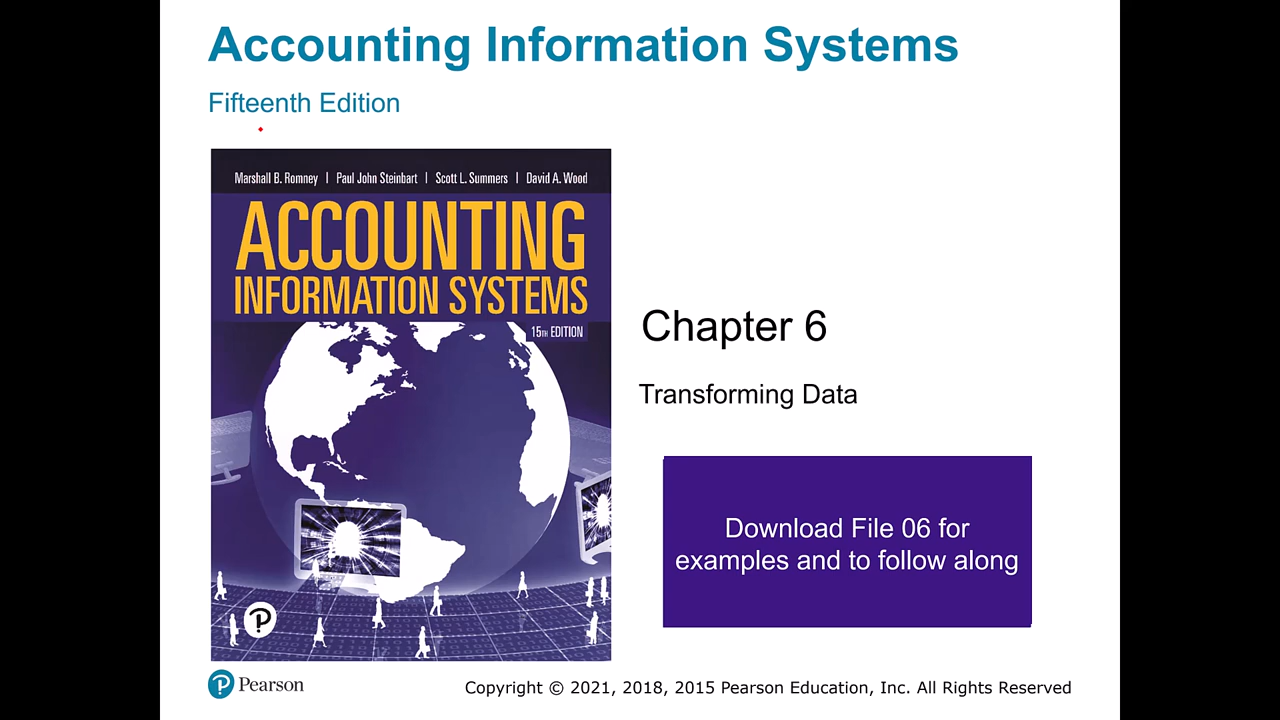 Accounting Information Systems
Fifteenth Edition
Marshall B. Romney | Paul John Steinbart | Scott L. Summers | David A. Wood
ACCOUNTING
INFORMATION SYSTEMS
15TH EDITION
Chapter 6
Transforming Data
Download File 06 for
examples and to follow along
P
P Pearson
Copyright © 2021, 2018, 2015 Pearson Education, Inc. All Rights Reserved